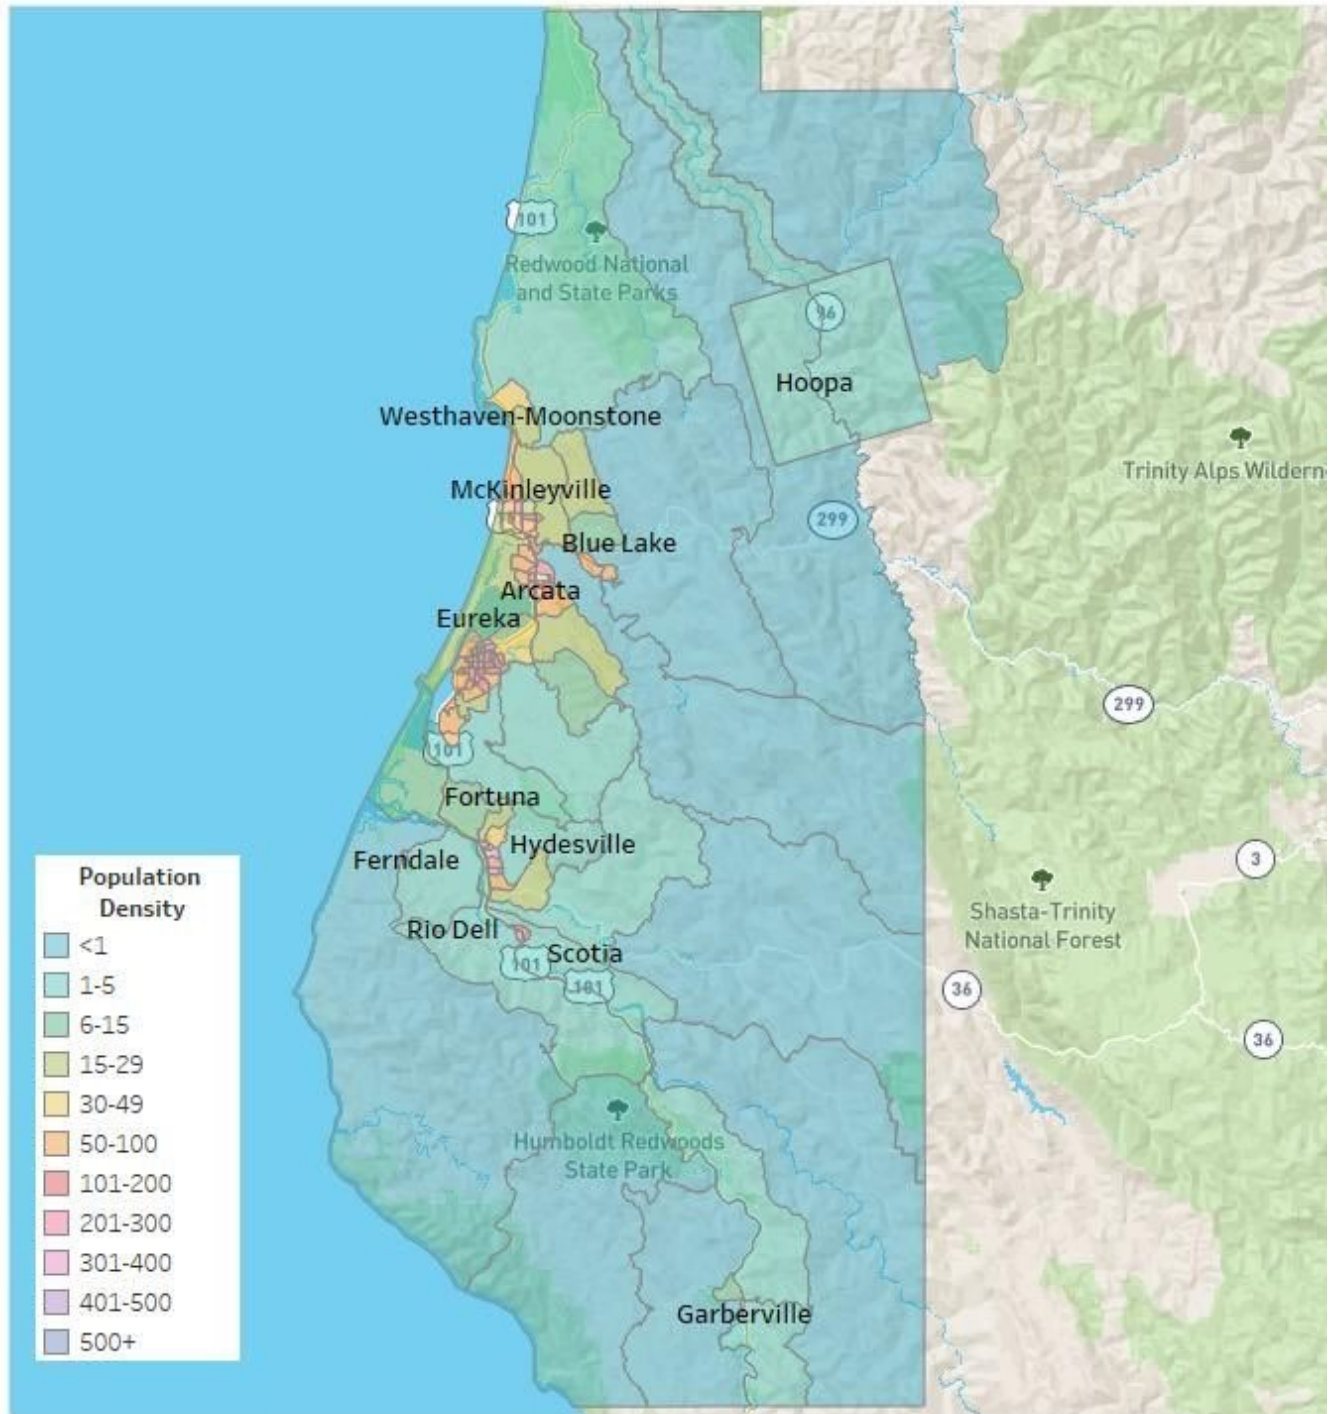 101
Redwood National
and State Parks
96
Hoopa
Westhaven-Moonstone
Trinity Alps Wildern
McKinleyville
299
Blue Lake
Arcata
Eureka
299
101
Fortuna
Hydesville
Ferndale
3
Shasta-Trinity
National Forest
Rio Dell
Scotia
101
101
36
36
Humboldt Redwoods
State Park
Garberville
Population
Density
<1
1-5
6-15
15-29
30-49
50-100
101-200
201-300
301-400
401-500
500+